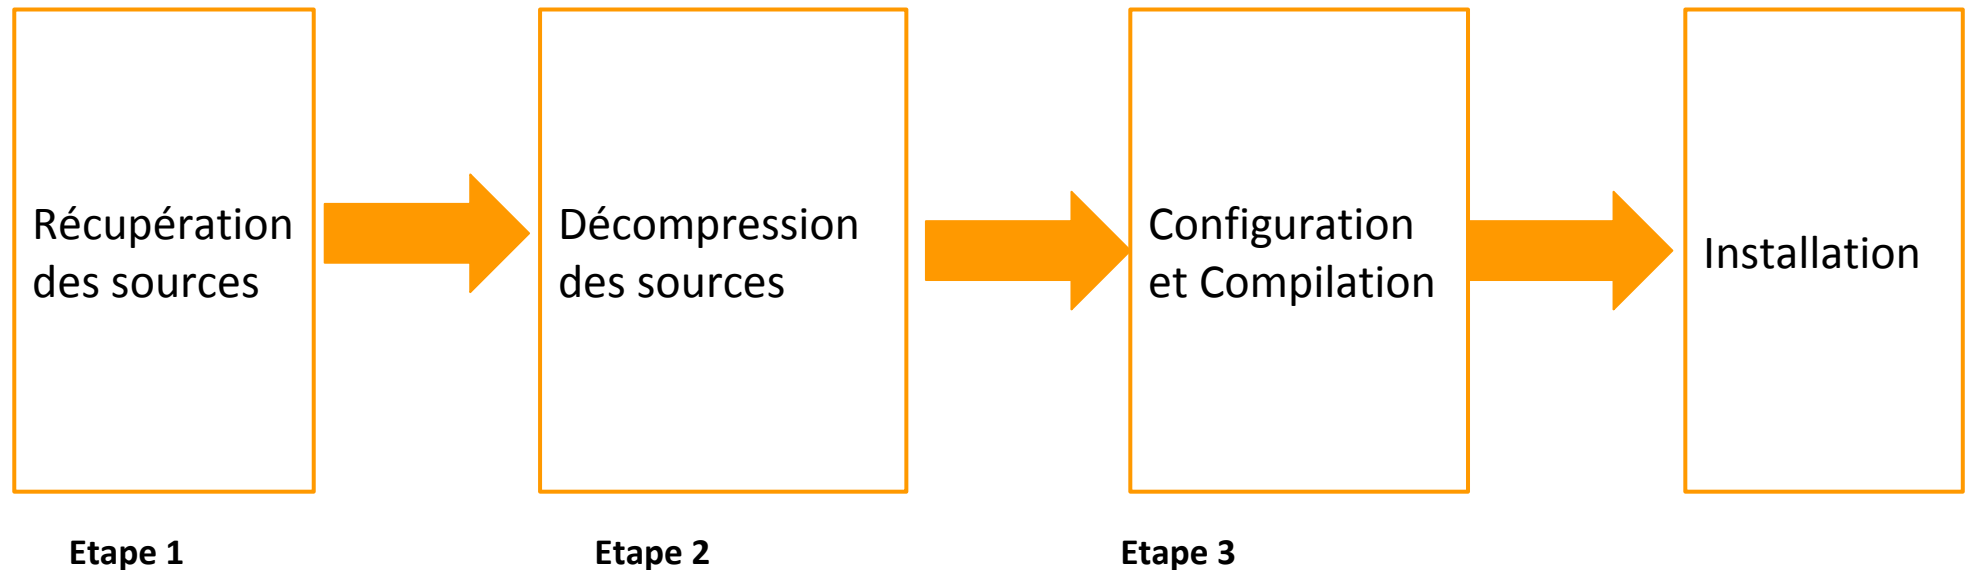 Récupération
des sources
Décompression
des sources
Configuration
et Compilation
Installation
Etape 1
Etape 2
Etape 3